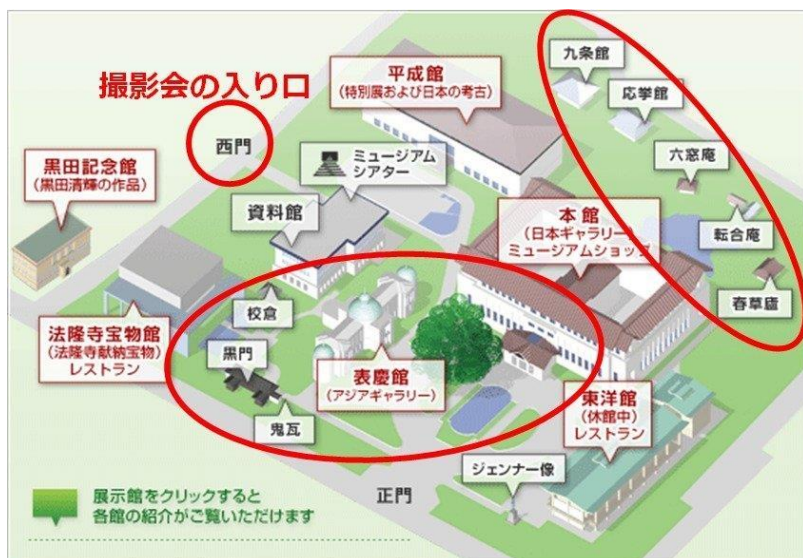 撮影会の入り口
西門
平成館
(特別展および日本の考古)
九条館
応挙館
六窓庵
転合庵
春草廬
黒田記念館
(黒田清輝の作品)
ミュージアム
シアター
資料館
本館
(日本ギャラリー)
ミュージアムショップ
校倉
法隆寺宝物館
(法隆寺献納宝物)
レストラン
黒門
鬼瓦
表慶館
(アジアギャラリー)
東洋館
(休館中)
レストラン
ジェンナー像
正門
展示館をクリックすると
各館の紹介がご覧いただけます